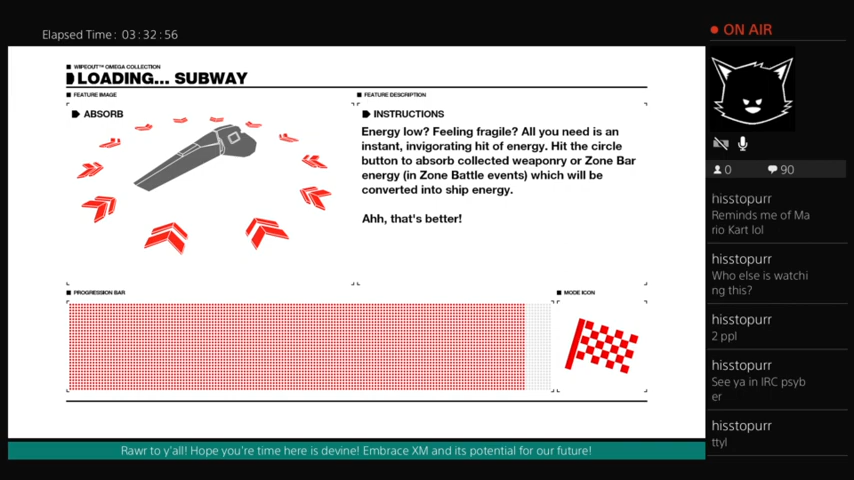 Elapsed Time : 03:32:56
ON AIR
WIPEOUT™ OMEGA COLLECTION
LOADING... SUBWAY
FEATURE IMAGE
FEATURE DESCRIPTION
ABSORB
INSTRUCTIONS
Energy low? Feeling fragile? All you need is an
instant, invigorating hit of energy. Hit the circle
button to absorb collected weaponry or Zone Bar
energy (in Zone Battle events) which will be
converted into ship energy.
Ahh, that's better!
PROGRESSION BAR
MODE ICON
0
90
hisstopurr
Reminds me of Ma
rio Kart lol
hisstopurr
Who else is watchi
ng this?
hisstopurr
2 ppl
hisstopurr
See ya in IRC psyb
er
hisstopurr
ttyl
Rawr to y'all! Hope you're time here is devine! Embrace XM and its potential for our future!